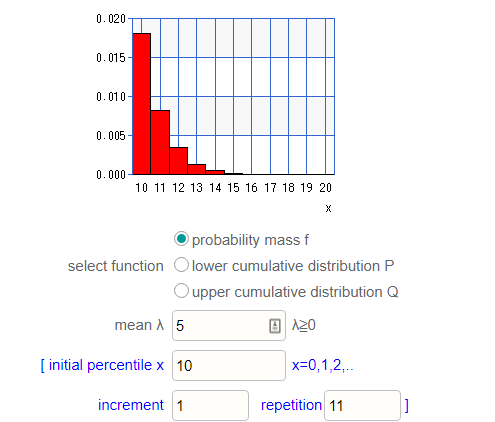 0.020
0.015
0.010
0.005
0.000
10 11 12 13 14 15 16 17 18 19 20
x
probability mass f
select function lower cumulative distribution P
upper cumulative distribution Q
mean λ 5 λ≧0
[ initial percentile x 10 x=0,1,2,..
increment 1 repetition 11 ]